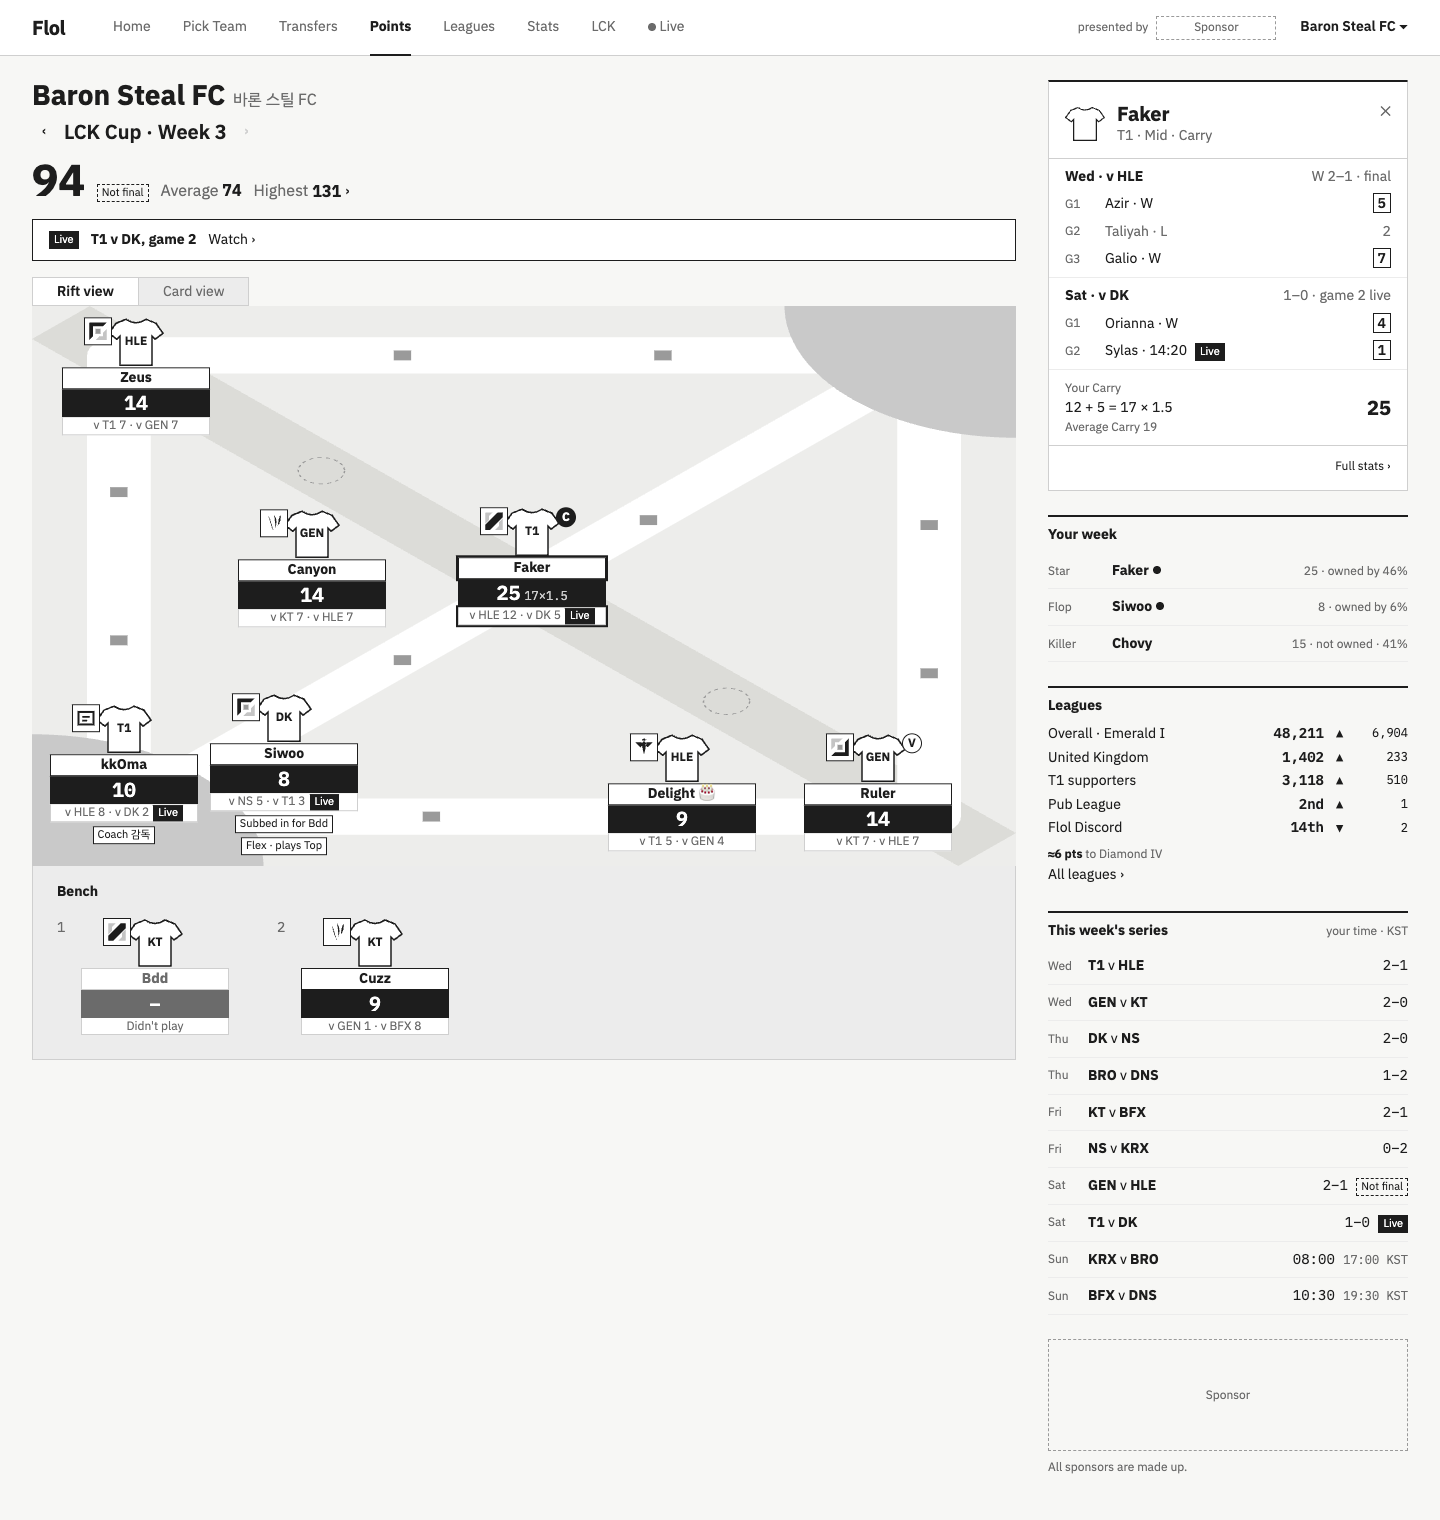 Flol Home Pick Team Transfers Points Leagues Stats LCK Live presented by Sponsor Baron Steal FC
Baron Steal FC 바론 스틸 FC
‹ LCK Cup · Week 3 ›
94 Not final Average 74 Highest 131 ›
Live T1 v DK, game 2 Watch ›
Rift view Card view
HLE
Zeus
14
v T1 7 · v GEN 7
GEN
Canyon
14
v KT 7 · v HLE 7
T1 C
Faker
25 17×1.5
v HLE 12 · v DK 5 Live
T1
kkOma
10
v HLE 8 · v DK 2 Live
Coach 감독
DK
Siwoo
8
v NS 5 · v T1 3 Live
Subbed in for Bdd
Flex · plays Top
HLE
Delight 🎂
9
v T1 5 · v GEN 4
GEN V
Ruler
14
v KT 7 · v HLE 7
Bench
1
KT
Bdd
–
Didn't play
2
KT
Cuzz
9
v GEN 1 · v BFX 8
Faker ×
T1 · Mid · Carry
Wed · v HLE W 2–1 · final
G1 Azir · W 5
G2 Taliyah · L 2
G3 Galio · W 7
Sat · v DK 1–0 · game 2 live
G1 Orianna · W 4
G2 Sylas · 14:20 Live 1
Your Carry
12 + 5 = 17 × 1.5 25
Average Carry 19
Full stats ›
Your week
Star Faker 25 · owned by 46%
Flop Siwoo 8 · owned by 6%
Killer Chovy 15 · not owned · 41%
Leagues
Overall · Emerald I 48,211 ▲ 6,904
United Kingdom 1,402 ▲ 233
T1 supporters 3,118 ▲ 510
Pub League 2nd ▲ 1
Flol Discord 14th ▼ 2
≈6 pts to Diamond IV
All leagues ›
This week's series your time · KST
Wed T1 v HLE 2–1
Wed GEN v KT 2–0
Thu DK v NS 2–0
Thu BRO v DNS 1–2
Fri KT v BFX 2–1
Fri NS v KRX 0–2
Sat GEN v HLE 2–1 Not final
Sat T1 v DK 1–0 Live
Sun KRX v BRO 08:00 17:00 KST
Sun BFX v DNS 10:30 19:30 KST
Sponsor
All sponsors are made up.